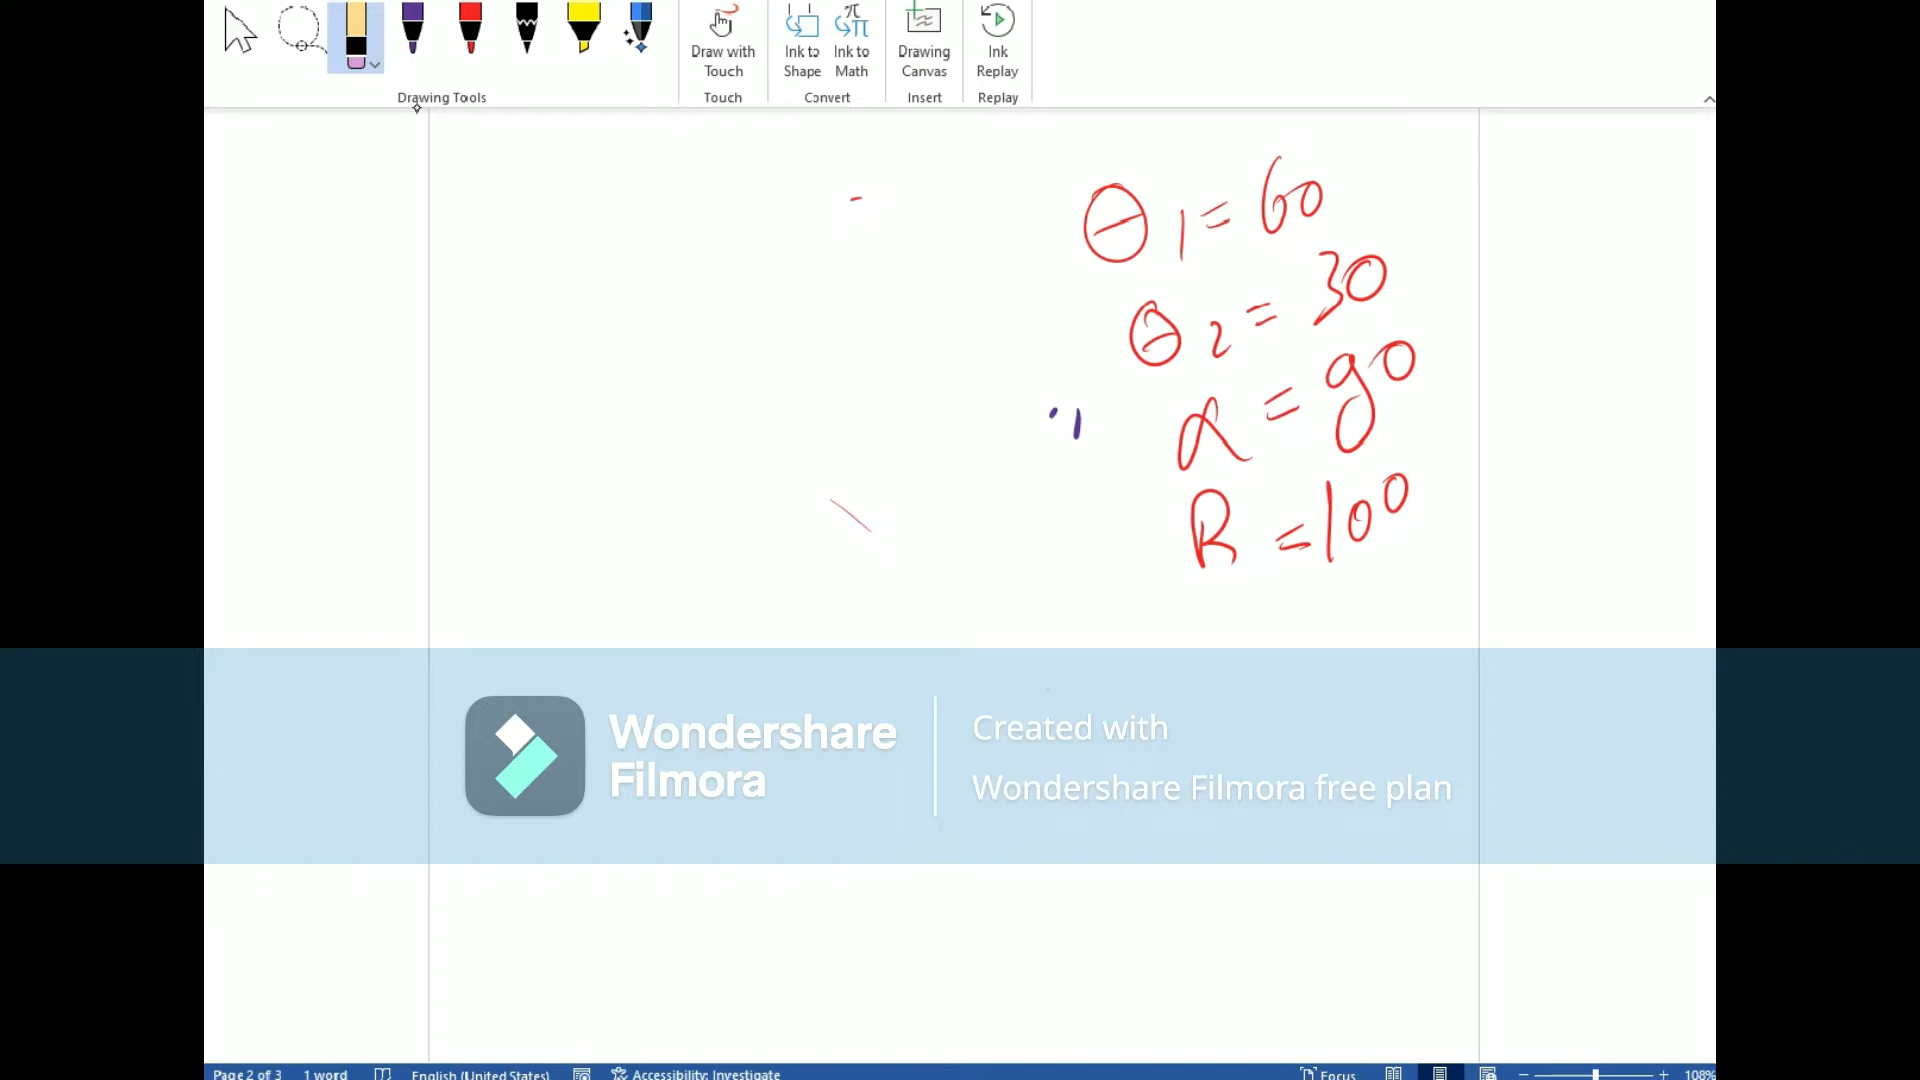 Draw with Touch
Ink to Shape
Ink to Math
Drawing Canvas
Ink Replay
Drawing Tools
Touch
Convert
Insert
Replay
θ1 = 60
θ2 = 30
α = 90
R = 100
Wondershare Filmora
Created with
Wondershare Filmora free plan
Page 2 of 3 1 word English (United States) Accessibility: Investigate Focus 108%